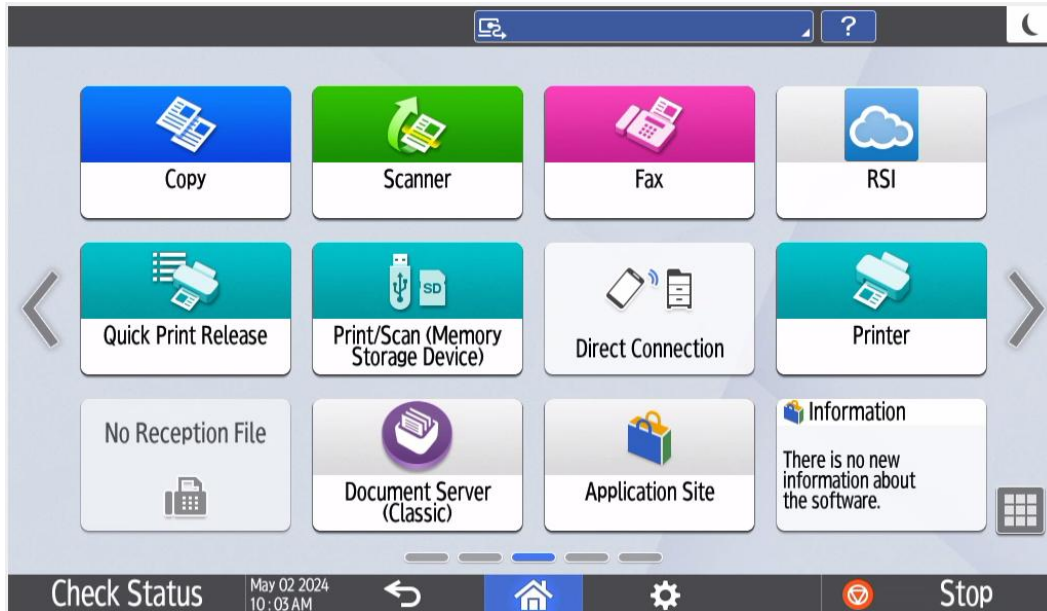 ?
Copy
Scanner
Fax
RSI
SD
Quick Print Release
Print/Scan (Memory
Storage Device)
Direct Connection
Printer
No Reception File
Document Server
(Classic)
Application Site
Information
There is no new
information about
the software.
Check Status
May 02 2024
10:03 AM
Stop